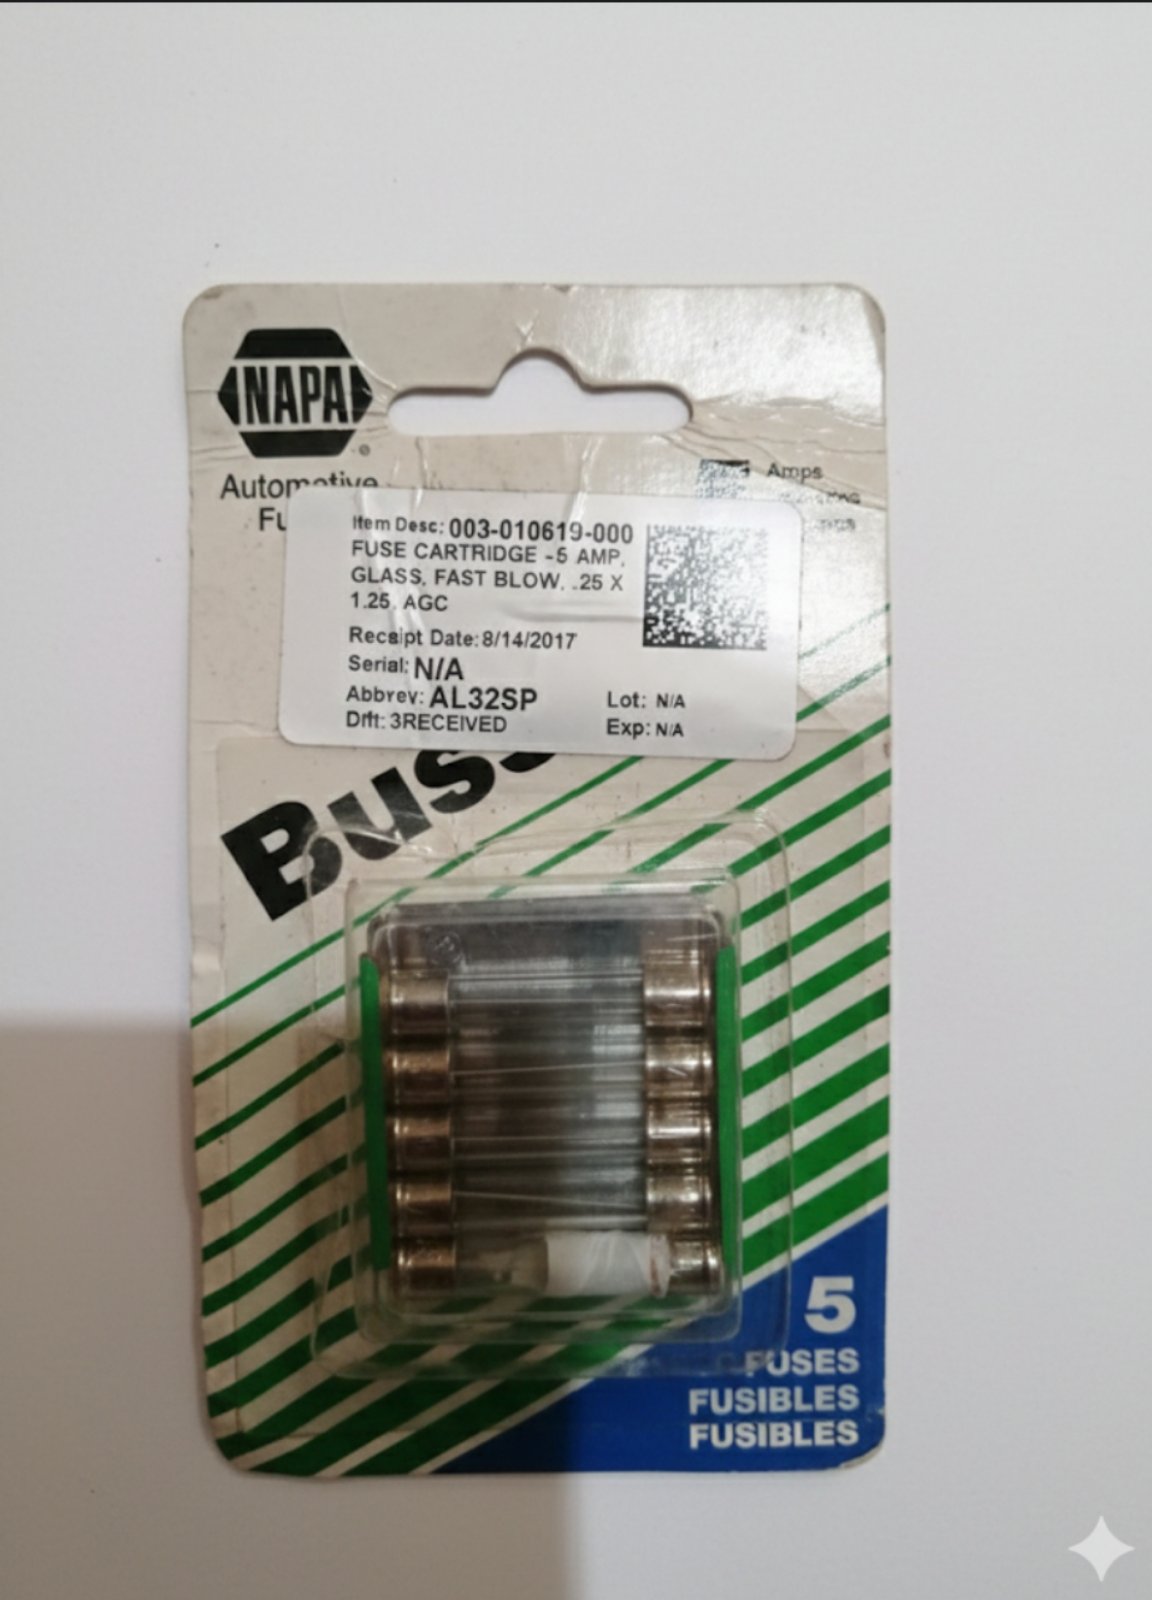 NAPA
®
Automotive
Fu
Amps
Item Desc: 003-010619-000
FUSE CARTRIDGE -5 AMP,
GLASS, FAST BLOW, .25 X
1.25, AGC
Receipt Date: 8/14/2017
Serial: N/A
Abbrev: AL32SP Lot: N/A
Drft: 3RECEIVED Exp: N/A
Buss
5
FUSES
FUSIBLES
FUSIBLES